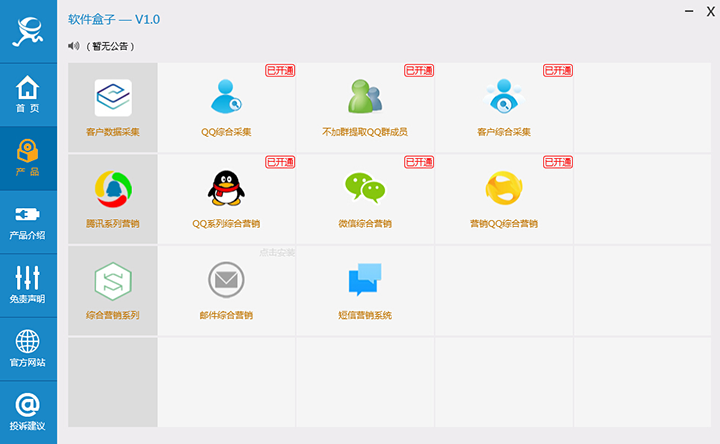 软件盒子 — V1.0
X
（暂无公告）
首 页
产 品
产品介绍
免责声明
官方网站
投诉建议
客户数据采集
已开通
QQ综合采集
已开通
不加群提取QQ群成员
已开通
客户综合采集
腾讯系列营销
已开通
QQ系列综合营销
已开通
微信综合营销
已开通
营销QQ综合营销
综合营销系列
点击安装
邮件综合营销
短信营销系统